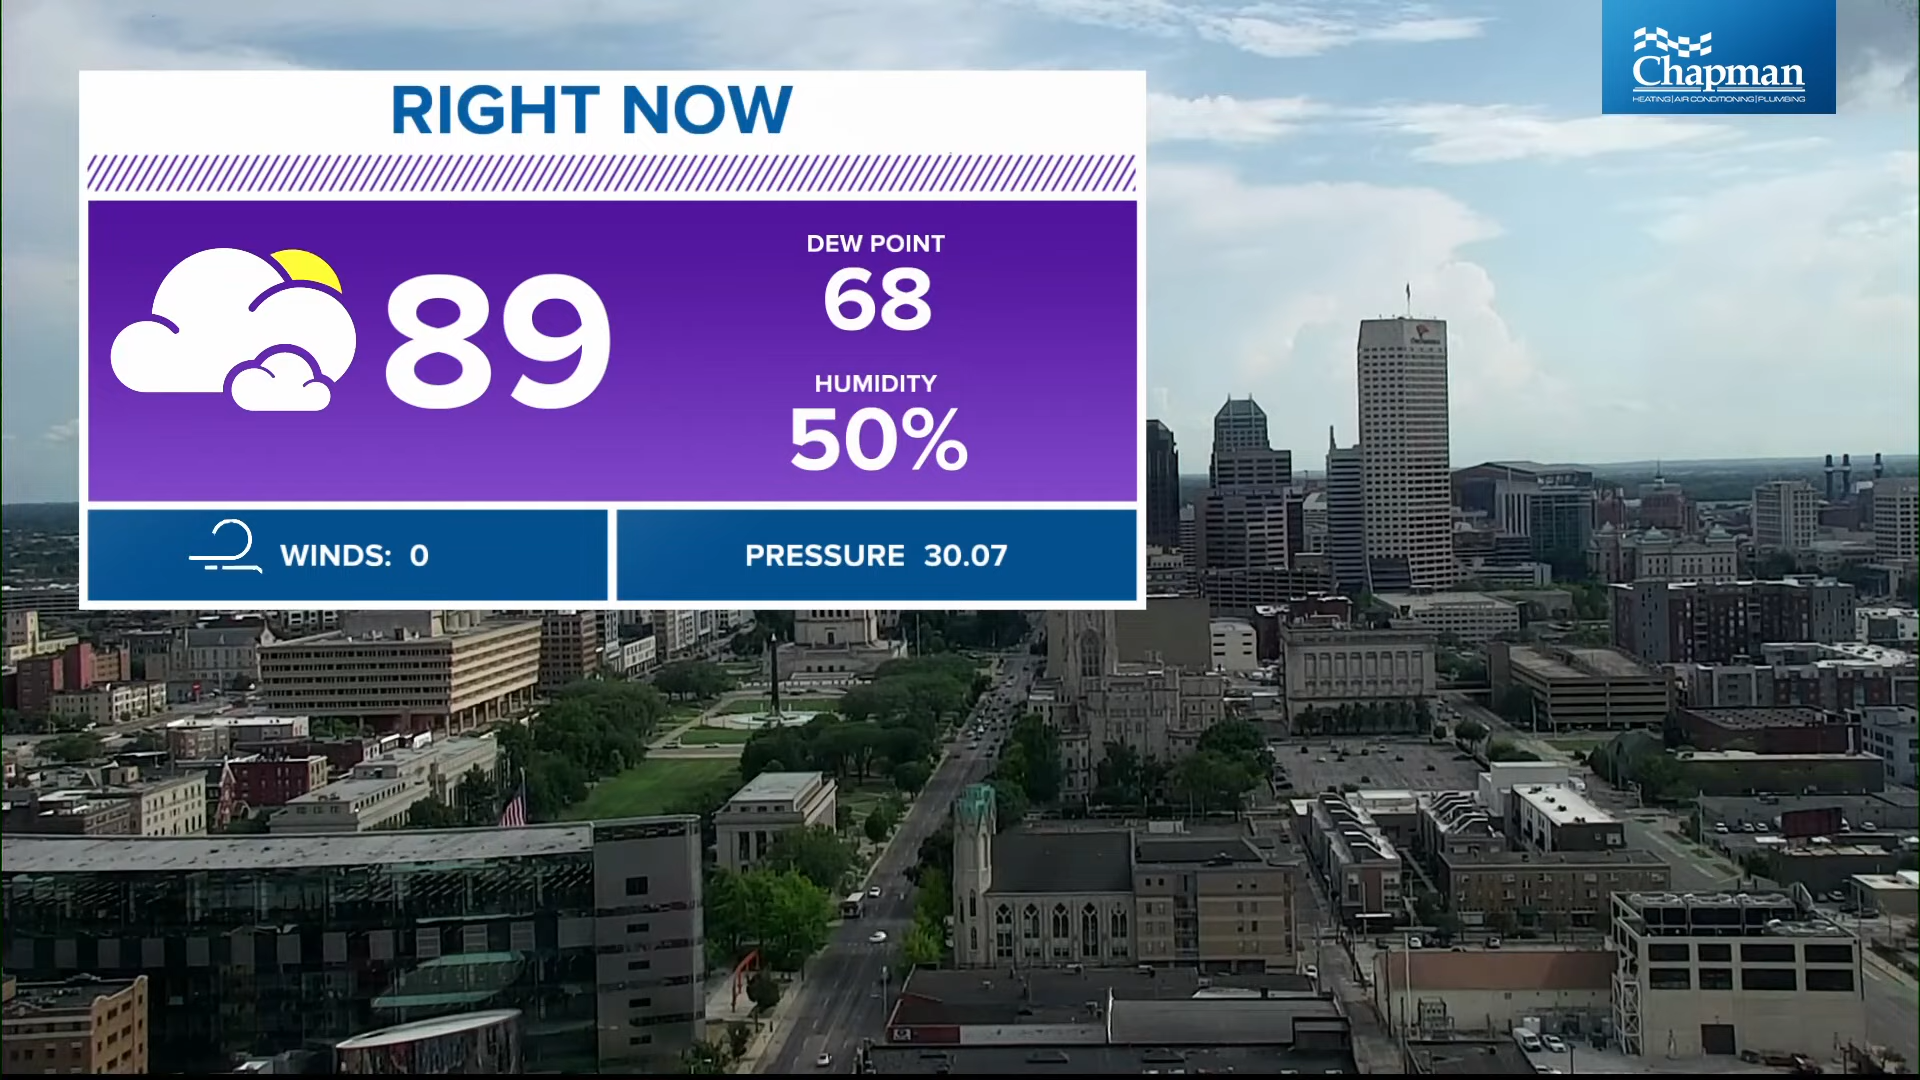 RIGHT NOW
89
DEW POINT
68
HUMIDITY
50%
WINDS: 0
PRESSURE 30.07
Chapman
HEATING|AIR CONDITIONING|PLUMBING